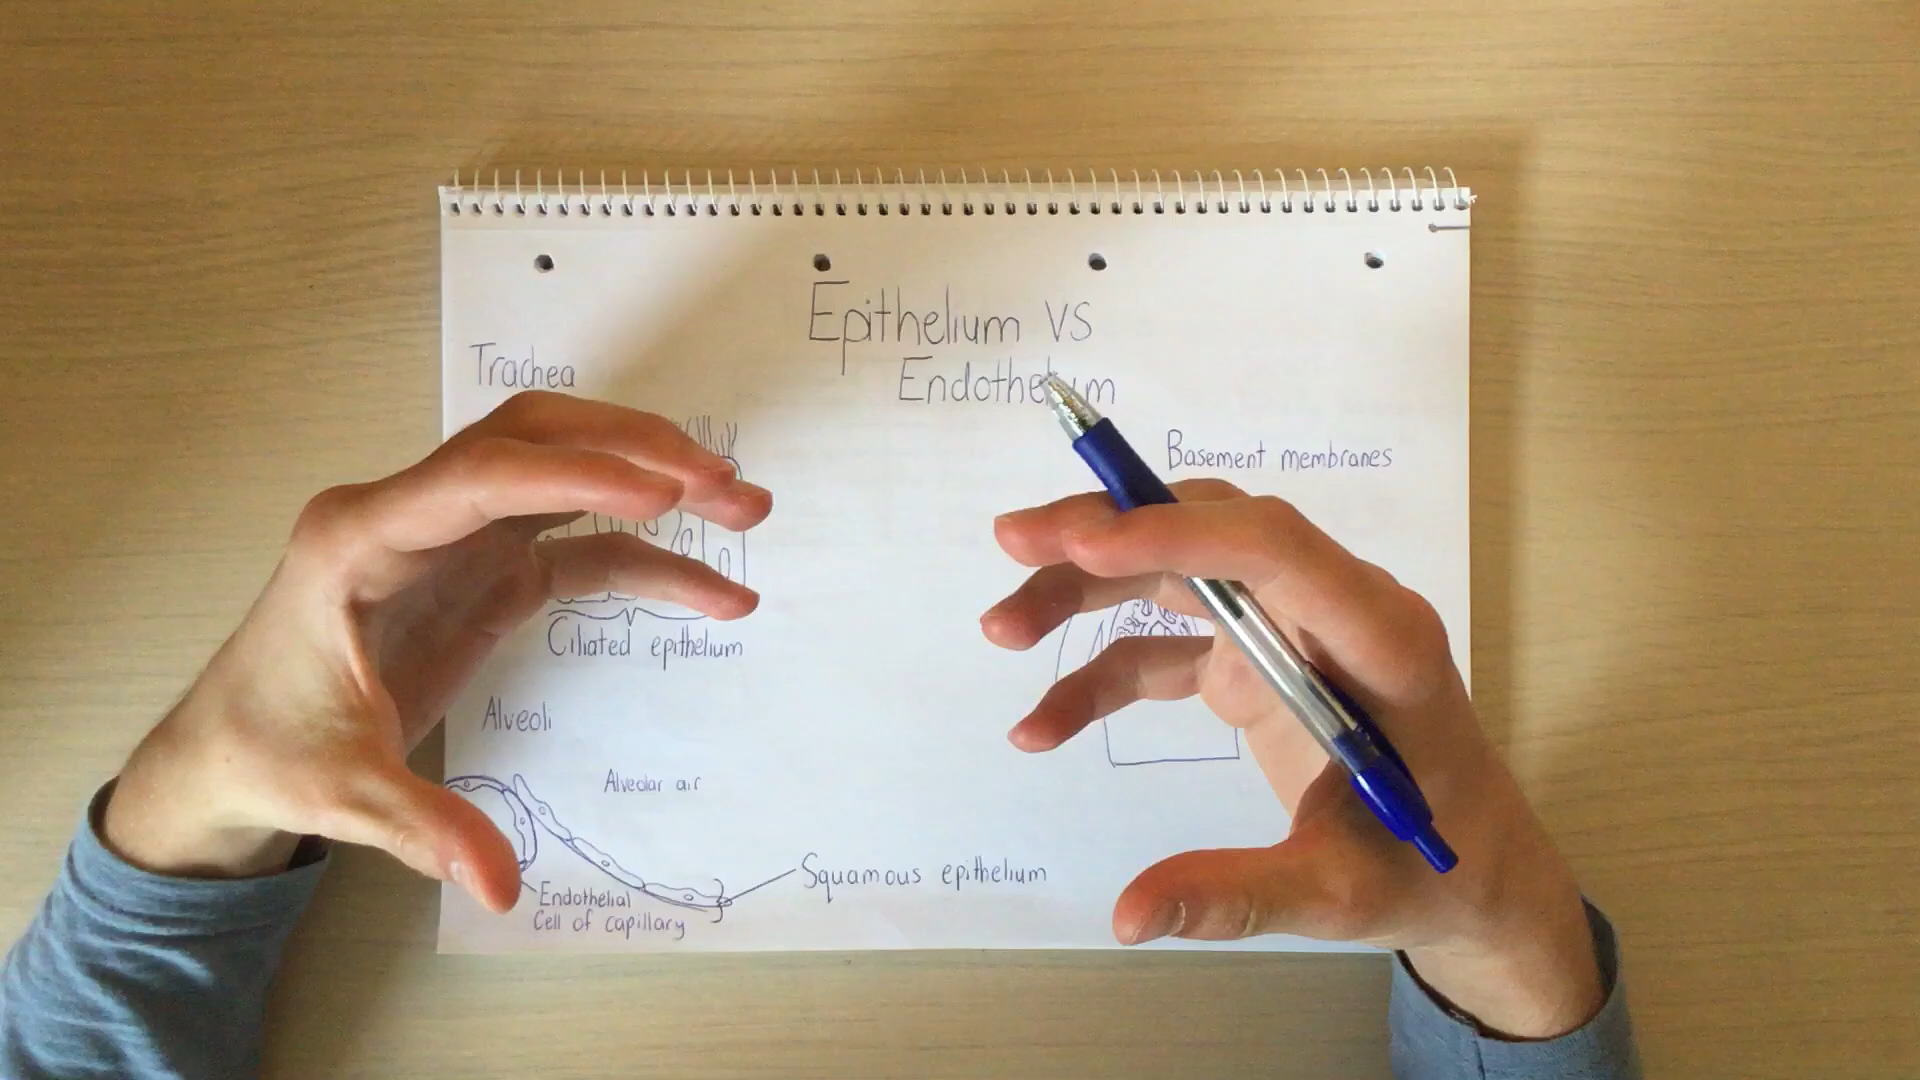 Epithelium VS
Endothelium
Trachea
Basement membranes
Ciliated epithelium
Alveoli
Alveolar air
Squamous epithelium
Endothelial
Cell of capillary